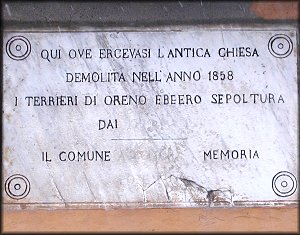 QUI OVE ERGEVASI L'ANTICA CHIESA
DEMOLITA NELL'ANNO 1858
I TERRIERI DI ORENO EBBERO SEPOLTURA
DAI
IL COMUNE MEMORIA